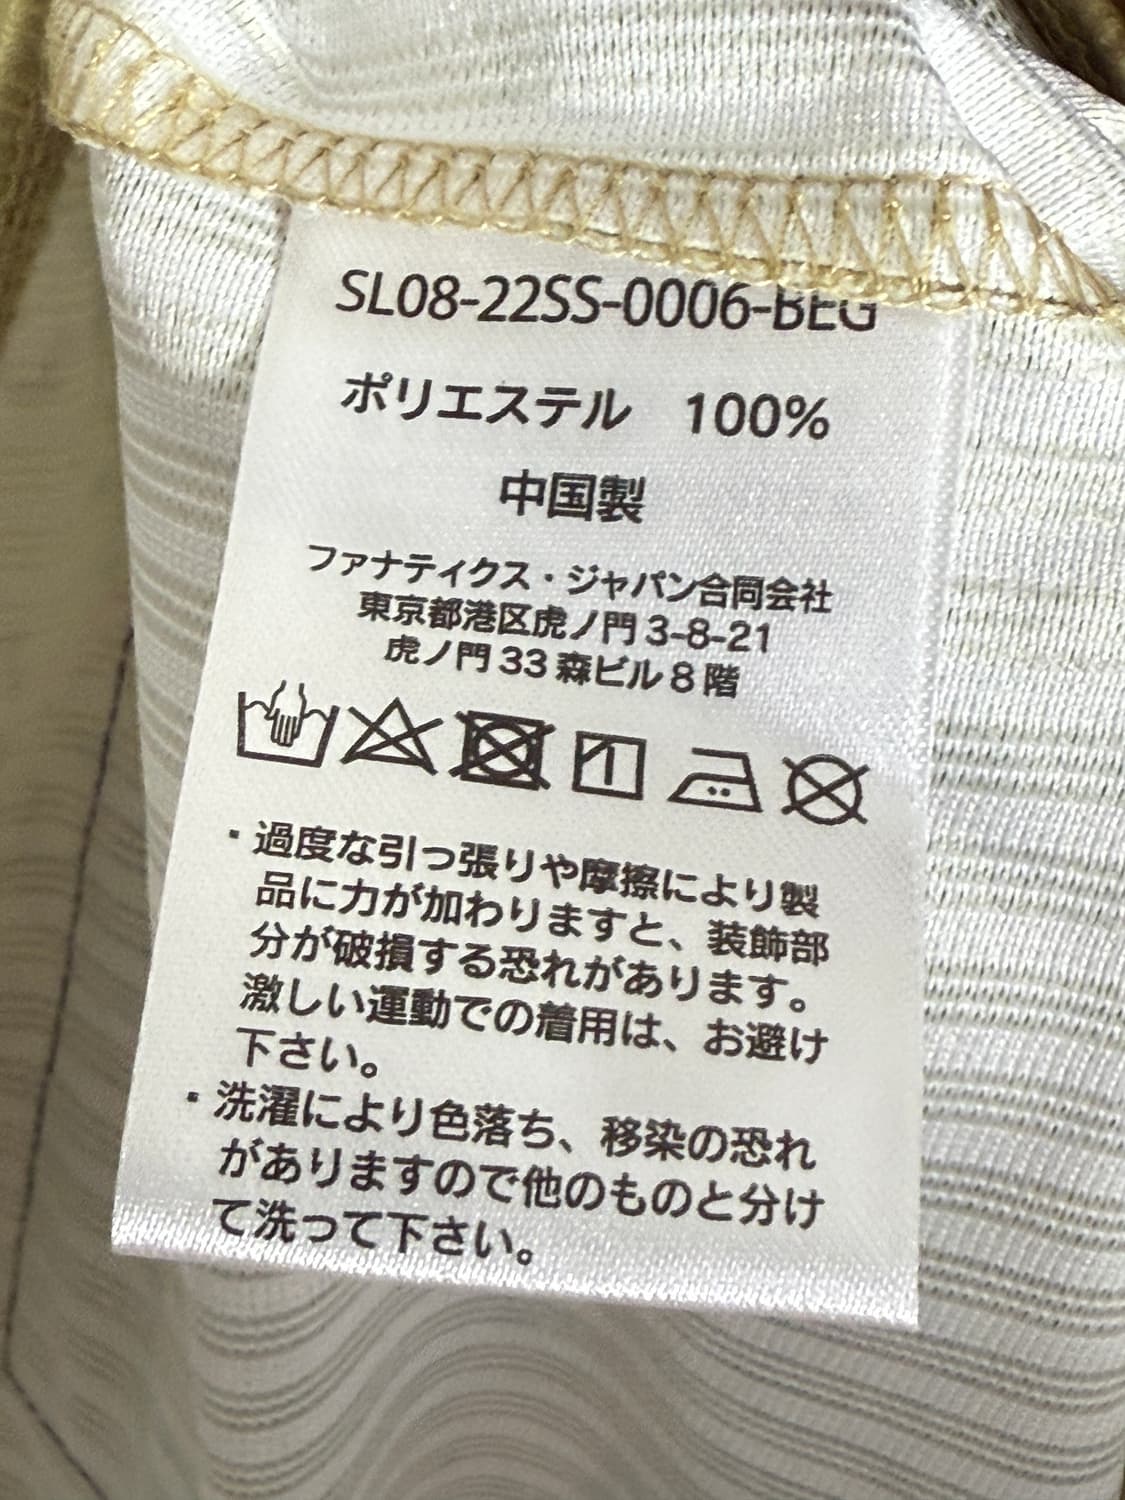 SL08-22SS-0006-BEG
ポリエステル 100%
中国製
ファナティクス・ジャパン合同会社
東京都港区虎ノ門 3-8-21
虎ノ門 33 森ビル 8 階
・過度な引っ張りや摩擦により製
品に力が加わりますと、装飾部
分が破損する恐れがあります。
激しい運動での着用は、お避け
下さい。
・洗濯により色落ち、移染の恐れ
がありますので他のものと分け
て洗って下さい。